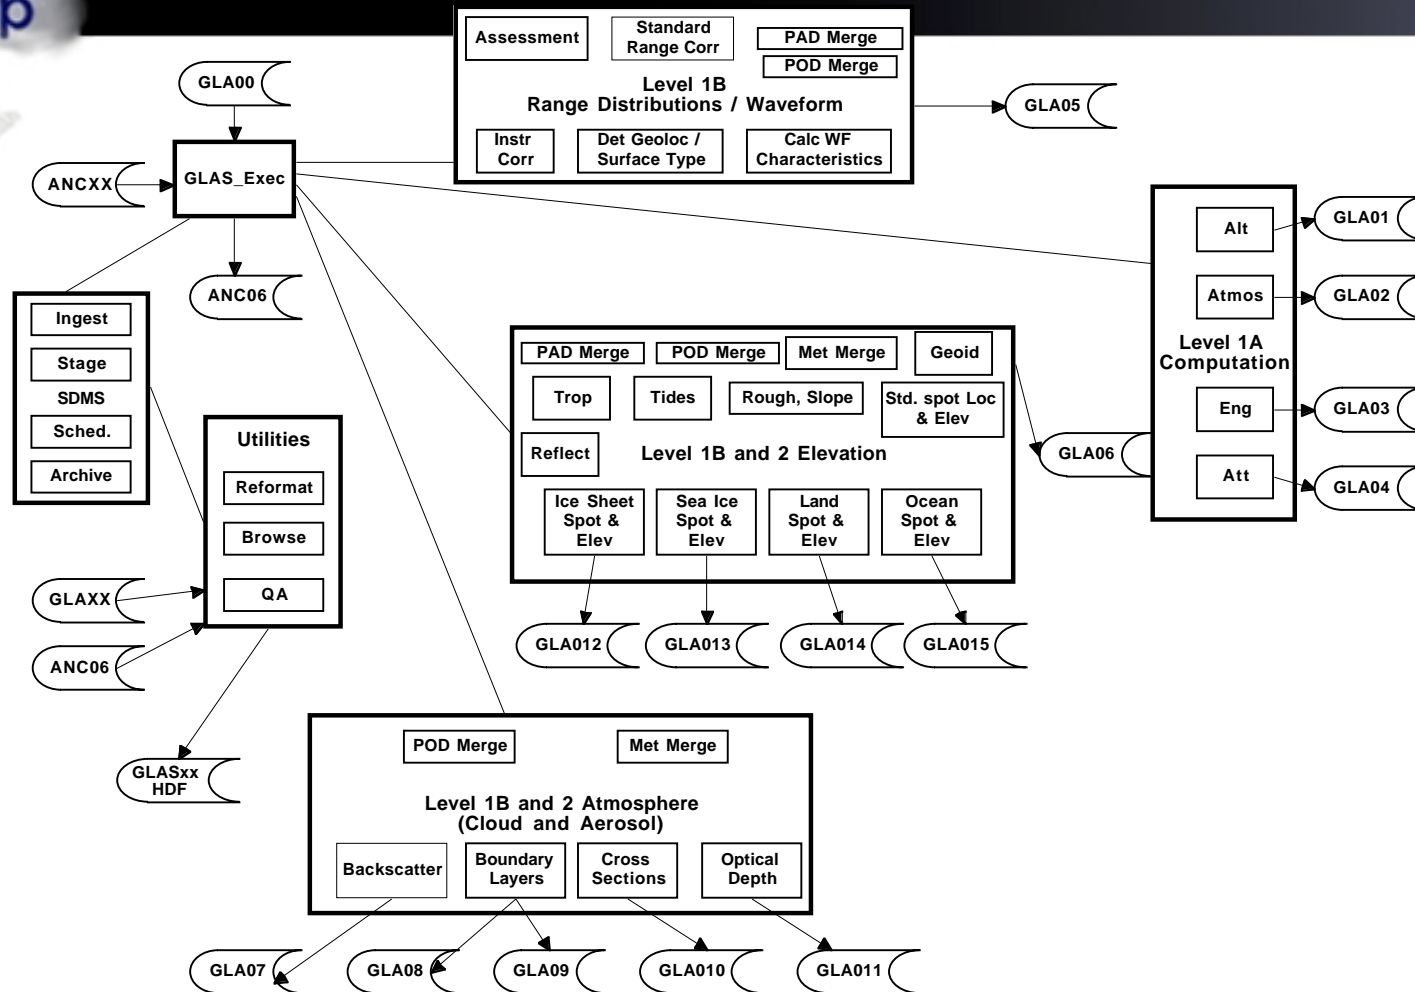 p
Assessment
Standard
Range Corr
PAD Merge
POD Merge
Level 1B
Range Distributions / Waveform
Instr
Corr
Det Geoloc /
Surface Type
Calc WF
Characteristics
GLA05
GLA00
ANCXX
GLAS_Exec
ANC06
Ingest
Stage
SDMS
Sched.
Archive
Utilities
Reformat
Browse
QA
GLAXX
ANC06
GLASxx
HDF
PAD Merge
POD Merge
Met Merge
Geoid
Trop
Tides
Rough, Slope
Std. spot Loc
& Elev
Reflect
Level 1B and 2 Elevation
Ice Sheet
Spot &
Elev
Sea Ice
Spot &
Elev
Land
Spot &
Elev
Ocean
Spot &
Elev
GLA06
GLA012
GLA013
GLA014
GLA015
Alt
Atmos
Level 1A
Computation
Eng
Att
GLA01
GLA02
GLA03
GLA04
POD Merge
Met Merge
Level 1B and 2 Atmosphere
(Cloud and Aerosol)
Backscatter
Boundary
Layers
Cross
Sections
Optical
Depth
GLA07
GLA08
GLA09
GLA010
GLA011